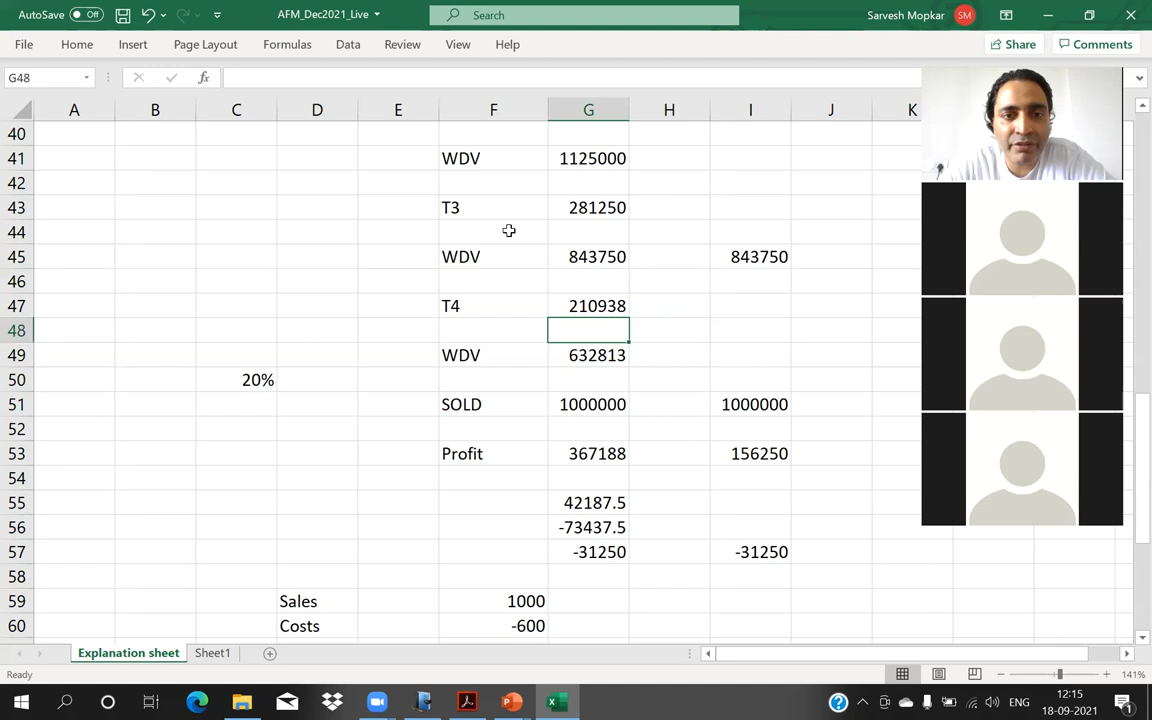 AutoSave Off AFM_Dec2021_Live Search Sarvesh Mopkar SM
File Home Insert Page Layout Formulas Data Review View Help Share Comments
G48 fx
A B C D E F G H I J K
40
41 WDV 1125000
42
43 T3 281250
44
45 WDV 843750 843750
46
47 T4 210938
48
49 WDV 632813
50 20%
51 SOLD 1000000 1000000
52
53 Profit 367188 156250
54
55 42187.5
56 -73437.5
57 -31250 -31250
58
59 Sales 1000
60 Costs -600
Explanation sheet Sheet1
Ready 141%
ENG 12:15
18-09-2021 1